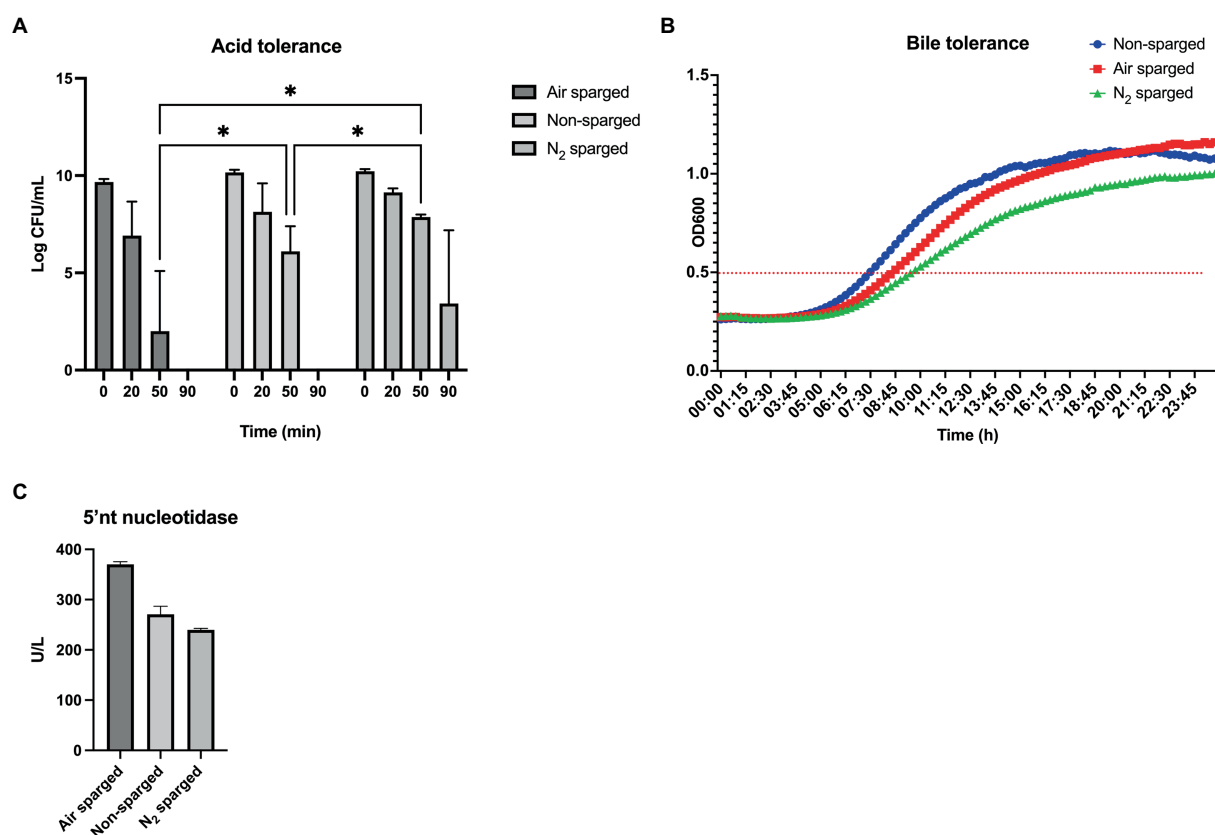 A
Acid tolerance
Air sparged
Non-sparged
N₂ sparged
*
*
*
15
10
5
0
Log CFU/mL
0 20 50 90 0 20 50 90 0 20 50 90
Time (min)
B
Bile tolerance
Non-sparged
Air sparged
N₂ sparged
1.5
1.0
0.5
0.0
OD600
00:00 01:15 02:30 03:45 05:00 06:15 07:30 08:45 10:00 11:15 12:30 13:45 15:00 16:15 17:30 18:45 20:00 21:15 22:30 23:45
Time (h)
C
5'nt nucleotidase
400
300
200
100
0
U/L
Air sparged
Non-sparged
N₂ sparged